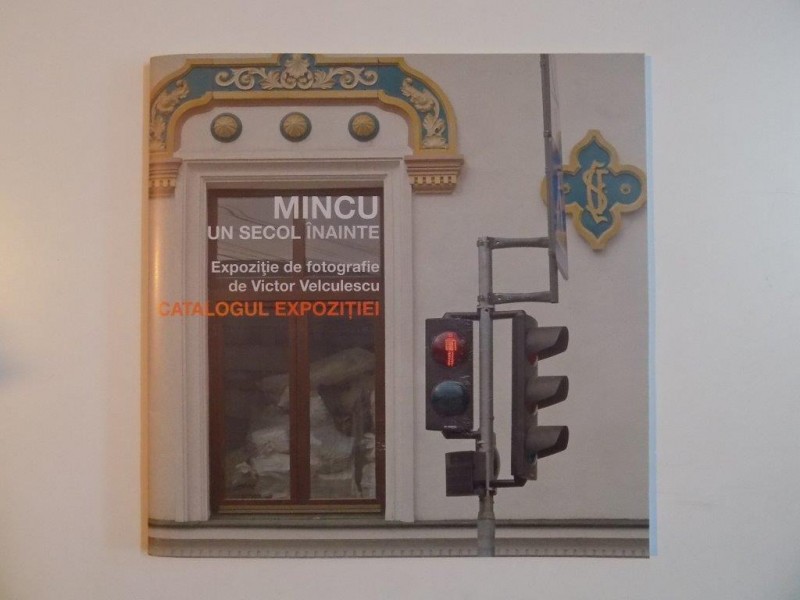 MINCU
UN SECOL ÎNAINTE
Expoziție de fotografie
de Victor Velculescu
CATALOGUL EXPOZIȚIEI